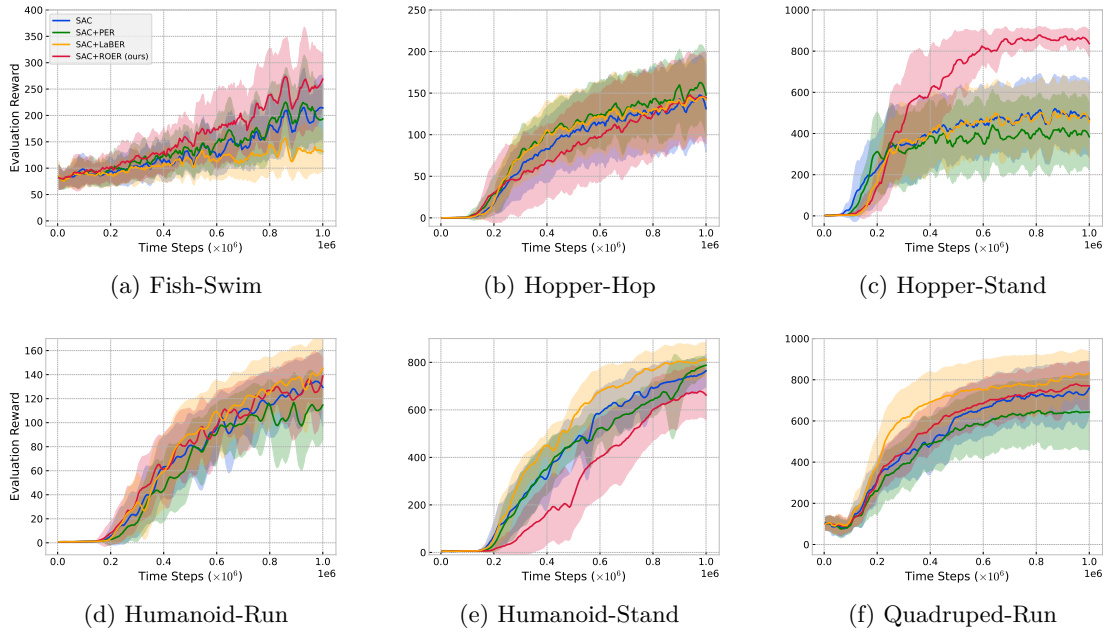 400
350
300
250
200
150
100
50
0
Evaluation Reward
SAC
SAC+PER
SAC+LaBER
SAC+ROER (ours)
0.0 0.2 0.4 0.6 0.8 1.0
1e6
Time Steps (×10⁶)
(a) Fish-Swim
250
200
150
100
50
0
0.0 0.2 0.4 0.6 0.8 1.0
1e6
Time Steps (×10⁶)
(b) Hopper-Hop
1000
800
600
400
200
0
0.0 0.2 0.4 0.6 0.8 1.0
1e6
Time Steps (×10⁶)
(c) Hopper-Stand
160
140
120
100
80
60
40
20
0
Evaluation Reward
0.0 0.2 0.4 0.6 0.8 1.0
1e6
Time Steps (×10⁶)
(d) Humanoid-Run
800
600
400
200
0
0.0 0.2 0.4 0.6 0.8 1.0
1e6
Time Steps (×10⁶)
(e) Humanoid-Stand
1000
800
600
400
200
0
0.0 0.2 0.4 0.6 0.8 1.0
1e6
Time Steps (×10⁶)
(f) Quadruped-Run